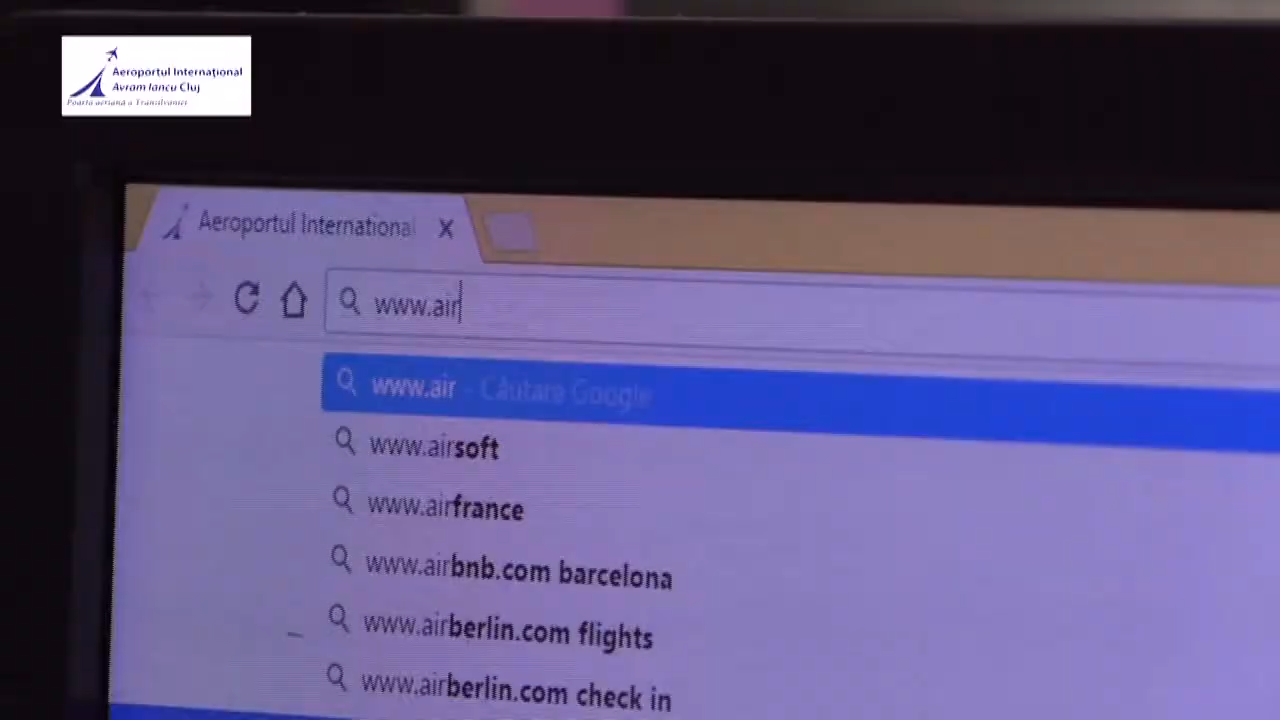 Aeroportul Internaţional
Avram Iancu Cluj
Poarta aeriană a Transilvaniei
Aeroportul International
www.air
www.air - Căutare Google
www.airsoft
www.airfrance
www.airbnb.com barcelona
www.airberlin.com flights
www.airberlin.com check in